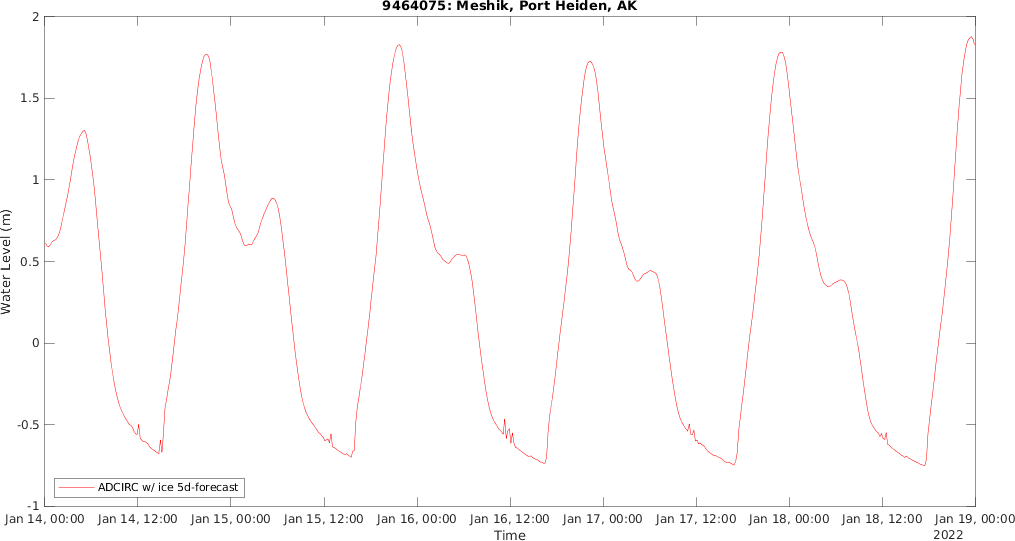 9464075: Meshik, Port Heiden, AK
Water Level (m)
2
1.5
1
0.5
0
-0.5
-1
ADCIRC w/ ice 5d-forecast
Jan 14, 00:00 Jan 14, 12:00 Jan 15, 00:00 Jan 15, 12:00 Jan 16, 00:00 Jan 16, 12:00 Jan 17, 00:00 Jan 17, 12:00 Jan 18, 00:00 Jan 18, 12:00 Jan 19, 00:00
Time
2022